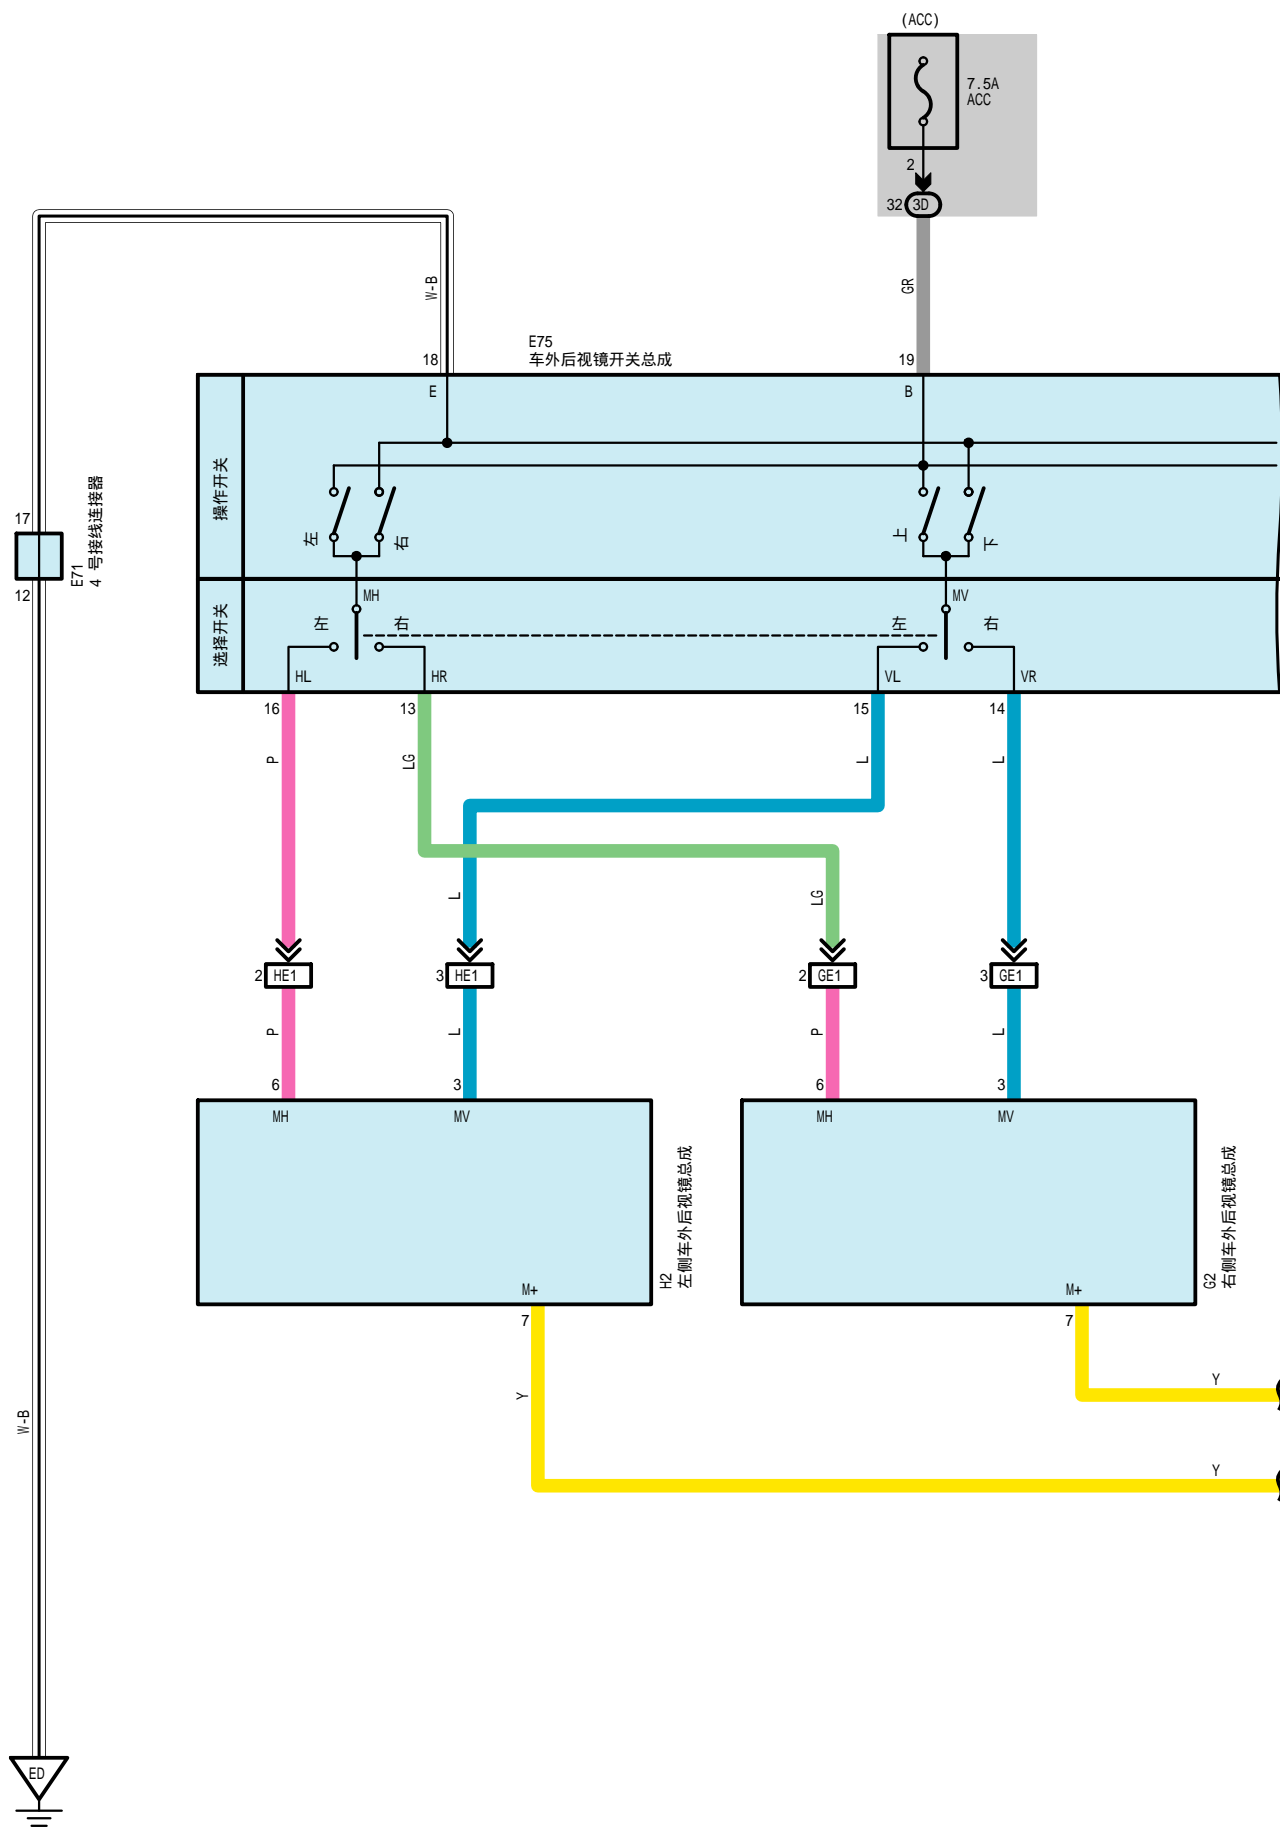 (ACC)
7.5A
ACC
2
32
3D
W-B
GR
E75
车外后视镜开关总成
18
19
E
B
操作开关
左
右
上
下
17
12
E71
4 号接线连接器
选择开关
MH
MV
左
右
左
右
HL
HR
VL
VR
16
13
15
14
P
LG
L
L
L
LG
2
HE1
3
HE1
2
GE1
3
GE1
P
L
P
L
6
3
6
3
MH
MV
MH
MV
H2
左侧车外后视镜总成
G2
右侧车外后视镜总成
M+
M+
7
7
Y
Y
W-B
Y
ED